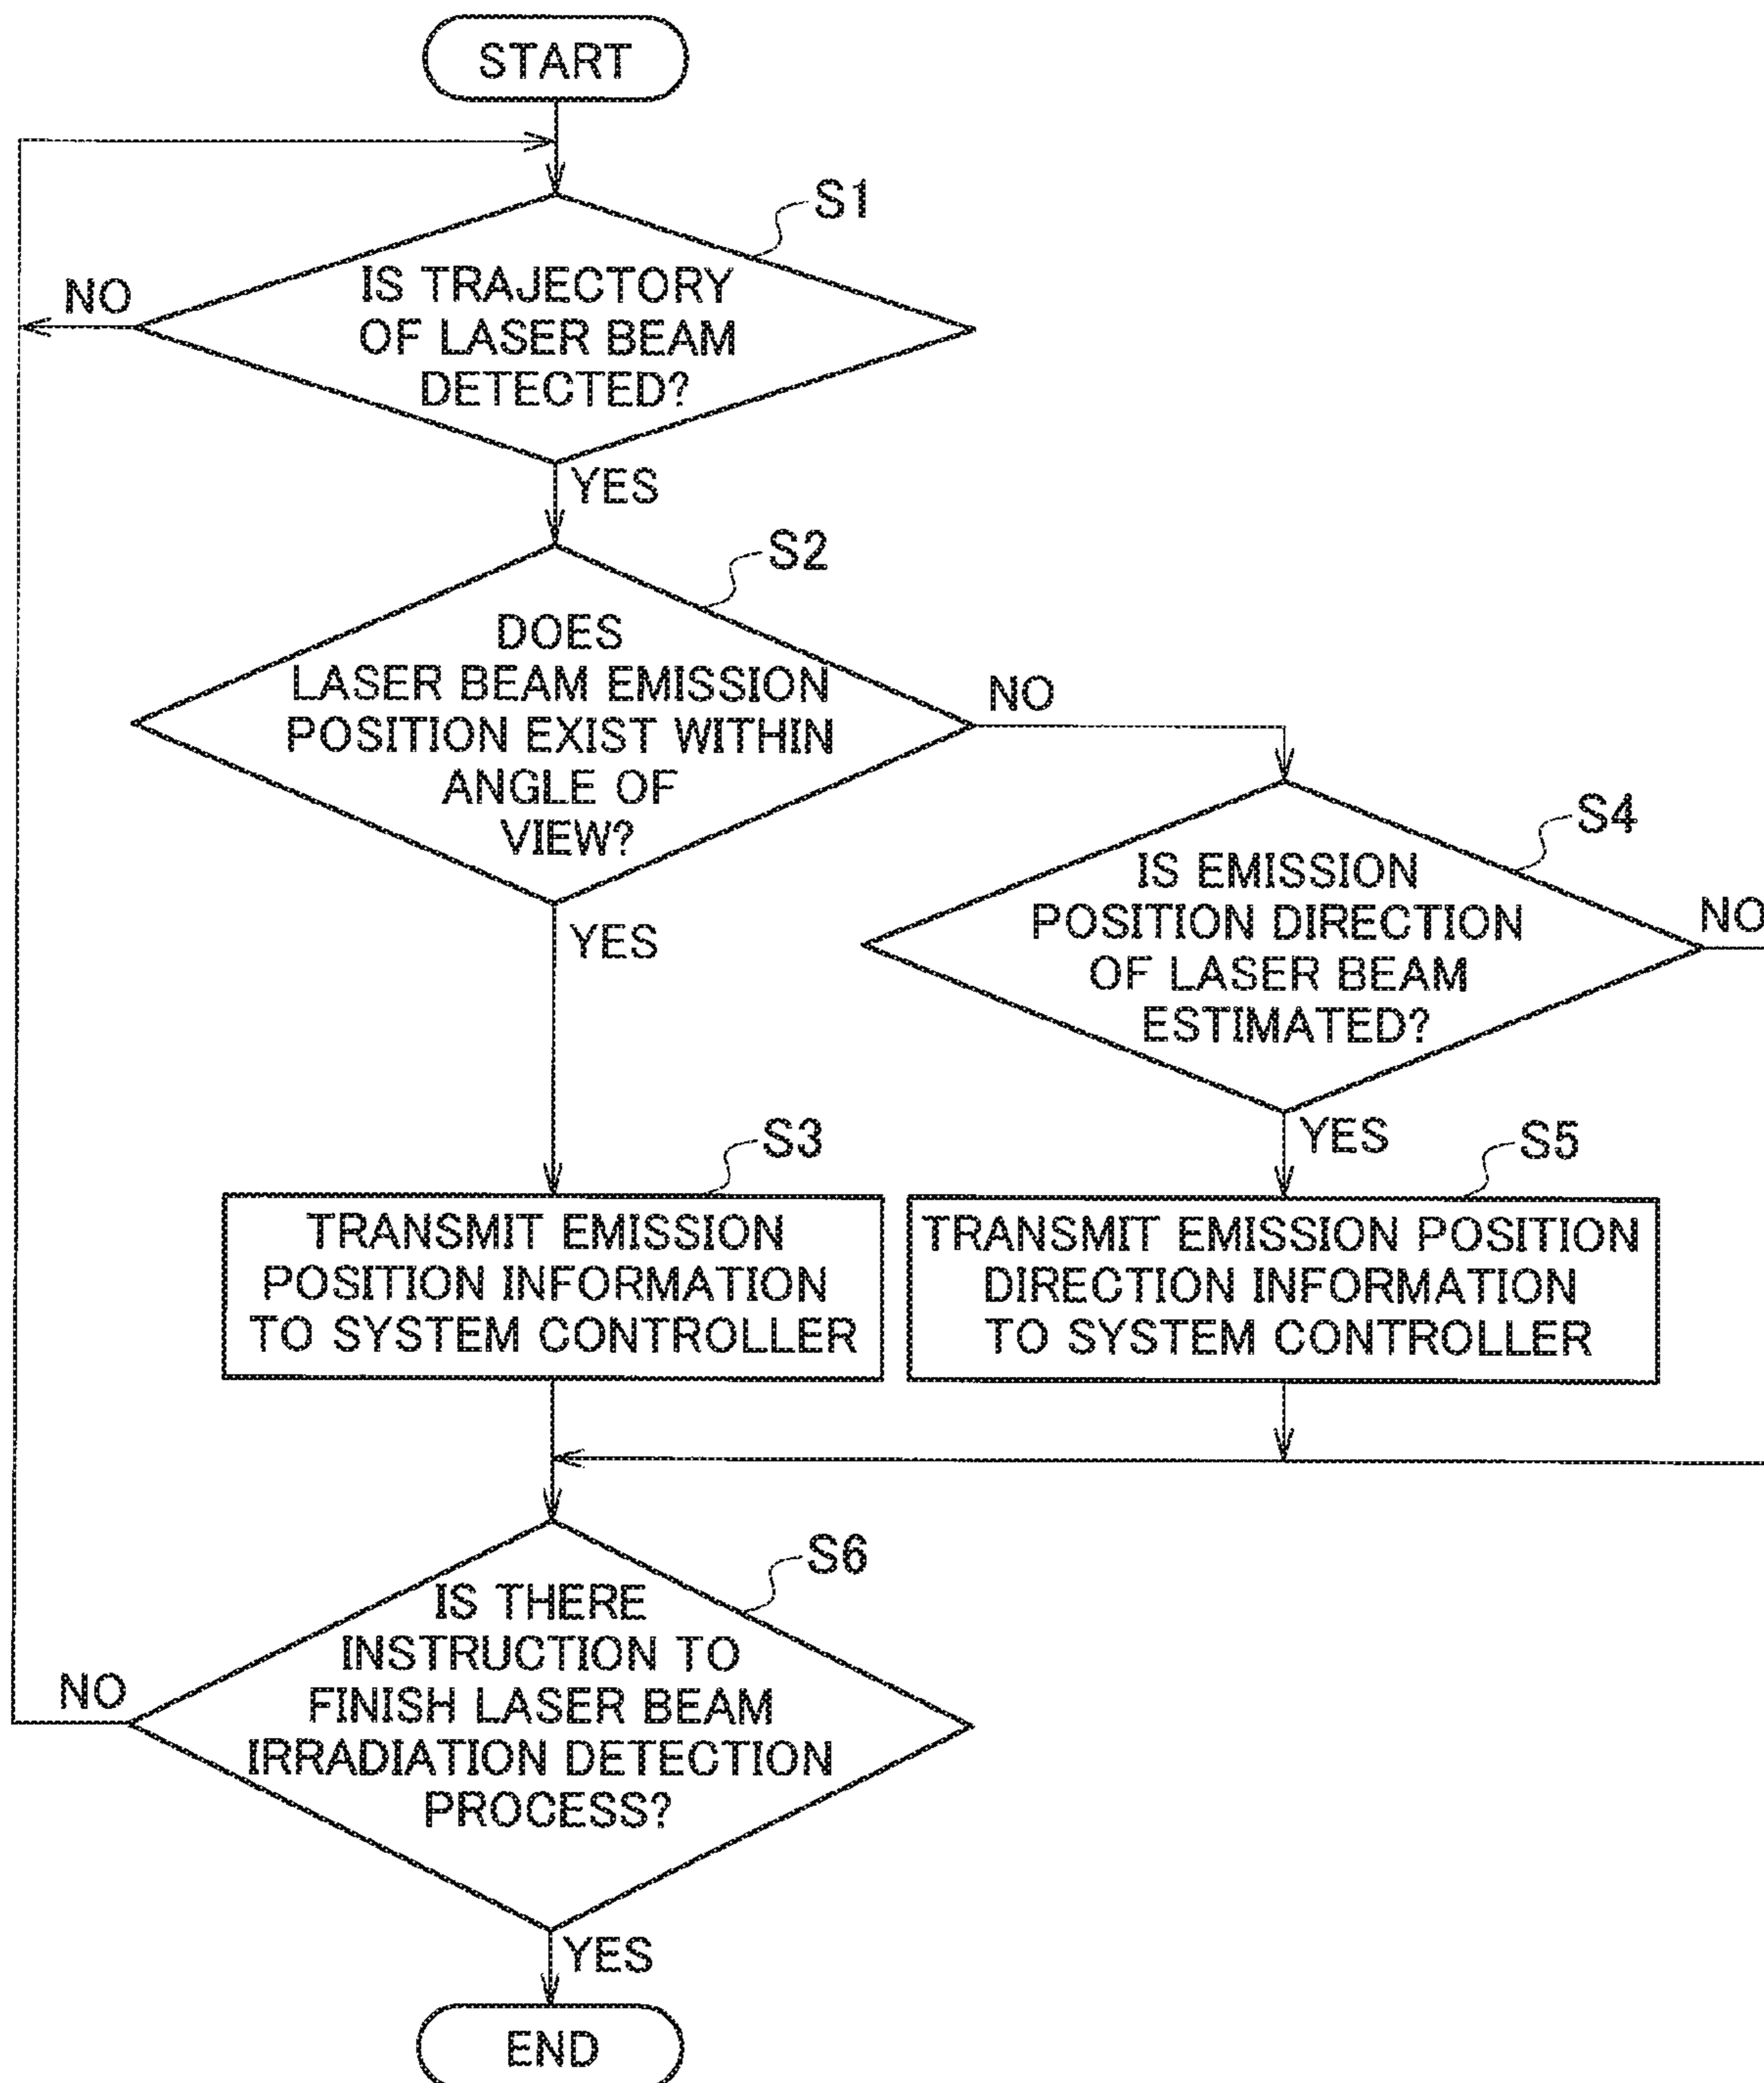 START
S1
IS TRAJECTORY
OF LASER BEAM
DETECTED?
NO
YES
S2
DOES
LASER BEAM EMISSION
POSITION EXIST WITHIN
ANGLE OF
VIEW?
NO
YES
S4
IS EMISSION
POSITION DIRECTION
OF LASER BEAM
ESTIMATED?
NO
YES
S3
TRANSMIT EMISSION
POSITION INFORMATION
TO SYSTEM CONTROLLER
S5
TRANSMIT EMISSION POSITION
DIRECTION INFORMATION
TO SYSTEM CONTROLLER
S6
IS THERE
INSTRUCTION TO
FINISH LASER BEAM
IRRADIATION DETECTION
PROCESS?
NO
YES
END